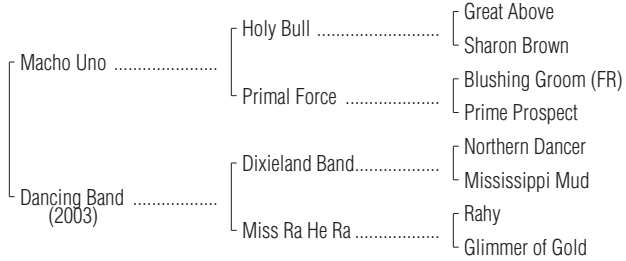 Great Above
Holy Bull ........................
Sharon Brown
Macho Uno ....................
Blushing Groom (FR)
Primal Force ..................
Prime Prospect
Northern Dancer
Dixieland Band................
Mississippi Mud
Dancing Band ................
(2003)
Rahy
Miss Ra He Ra ................
Glimmer of Gold